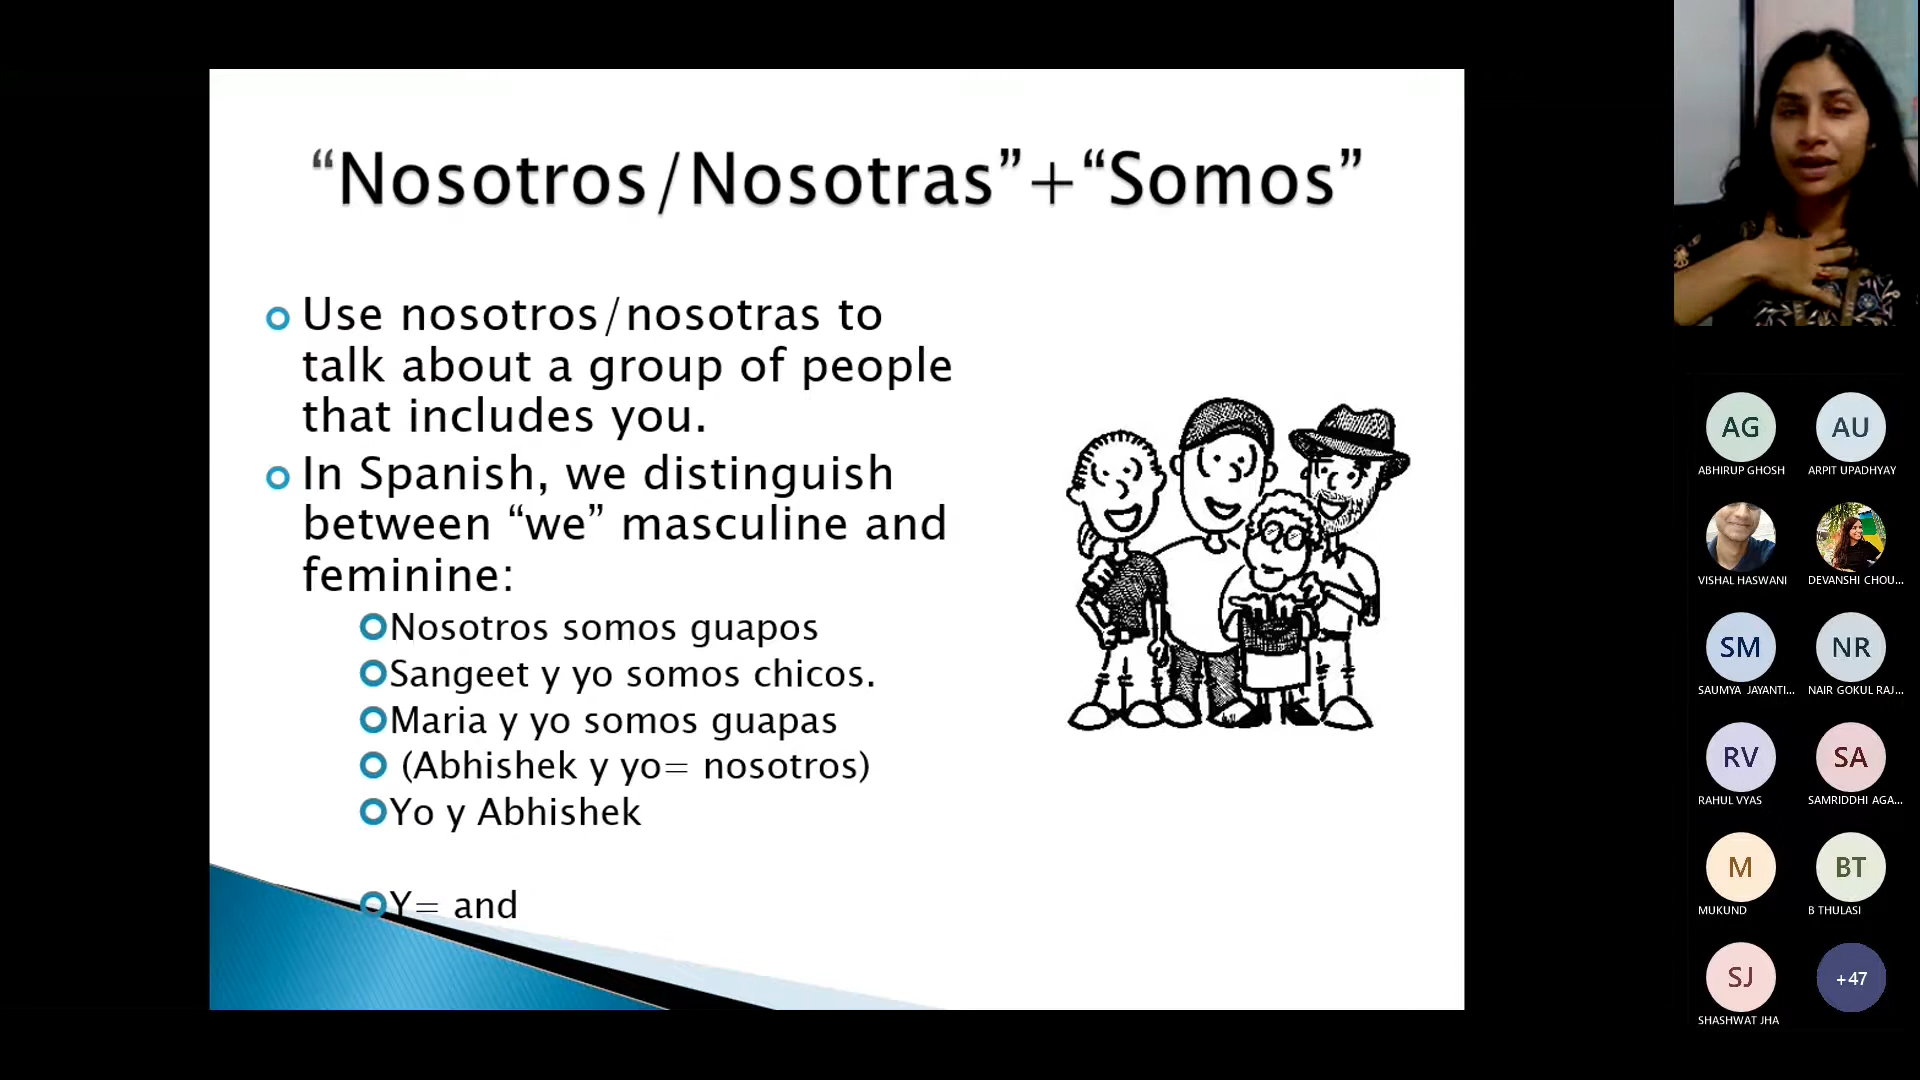 “Nosotros/Nosotras”+“Somos”
Use nosotros/nosotras to
talk about a group of people
that includes you.
In Spanish, we distinguish
between “we” masculine and
feminine:
Nosotros somos guapos
Sangeet y yo somos chicos.
Maria y yo somos guapas
(Abhishek y yo= nosotros)
Yo y Abhishek
Y= and
AG
AU
ABHIRUP GHOSH
ARPIT UPADHYAY
VISHAL HASWANI
DEVANSHI CHOU...
SM
NR
SAUMYA JAYANTI...
NAIR GOKUL RAJ...
RV
SA
RAHUL VYAS
SAMRIDDHI AGA...
M
BT
MUKUND
B THULASI
SJ
+47
SHASHWAT JHA